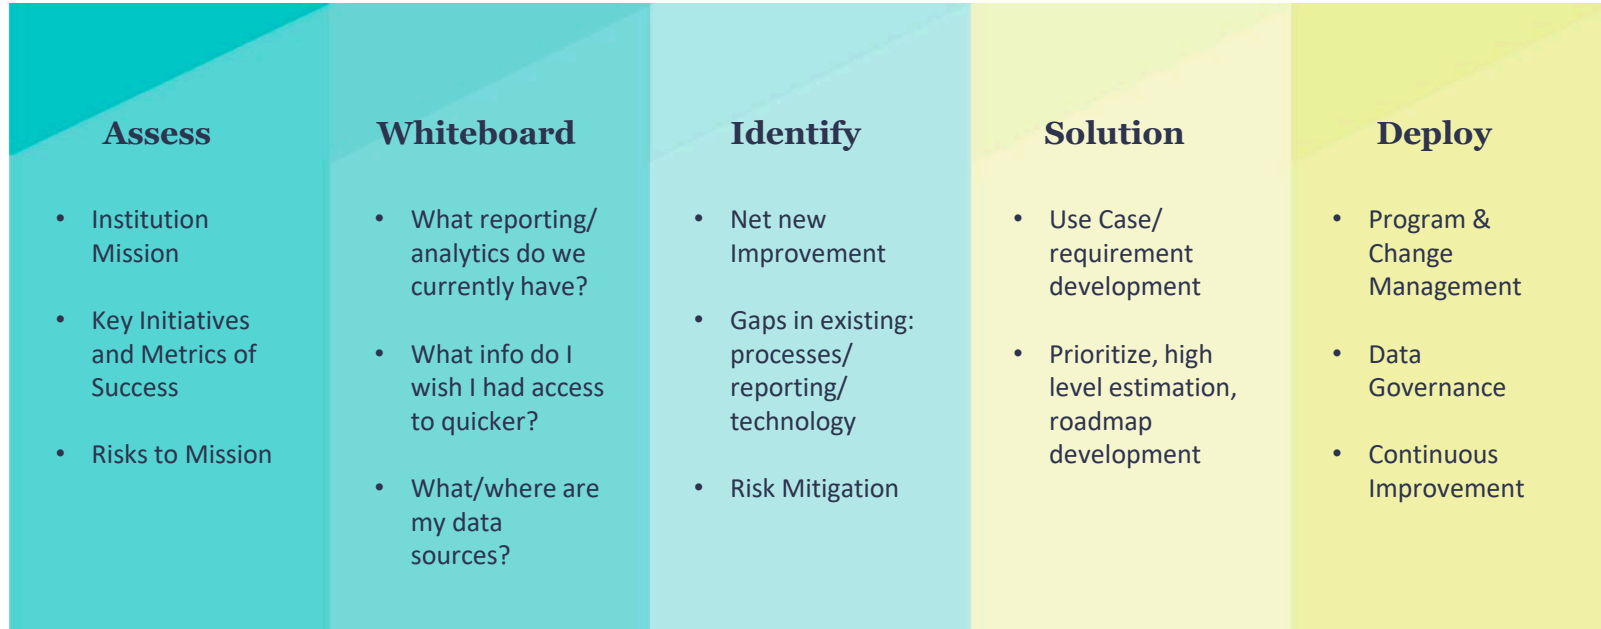 Assess
• Institution
Mission
• Key Initiatives
and Metrics of
Success
• Risks to Mission
Whiteboard
• What reporting/
analytics do we
currently have?
• What info do I
wish I had access
to quicker?
• What/where are
my data
sources?
Identify
• Net new
Improvement
• Gaps in existing:
processes/
reporting/
technology
• Risk Mitigation
Solution
• Use Case/
requirement
development
• Prioritize, high
level estimation,
roadmap
development
Deploy
• Program &
Change
Management
• Data
Governance
• Continuous
Improvement